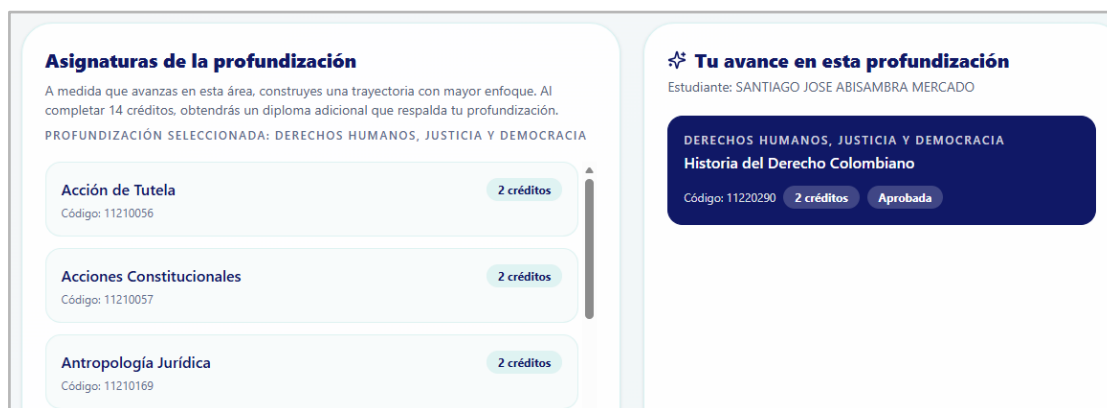 Asignaturas de la profundización
A medida que avanzas en esta área, construyes una trayectoria con mayor enfoque. Al
completar 14 créditos, obtendrás un diploma adicional que respalda tu profundización.
PROFUNDIZACIÓN SELECCIONADA: DERECHOS HUMANOS, JUSTICIA Y DEMOCRACIA
Acción de Tutela
2 créditos
Código: 11210056
Acciones Constitucionales
2 créditos
Código: 11210057
Antropología Jurídica
2 créditos
Código: 11210169
Tu avance en esta profundización
Estudiante: SANTIAGO JOSE ABISAMBRA MERCADO
DERECHOS HUMANOS, JUSTICIA Y DEMOCRACIA
Historia del Derecho Colombiano
Código: 11220290 2 créditos Aprobada